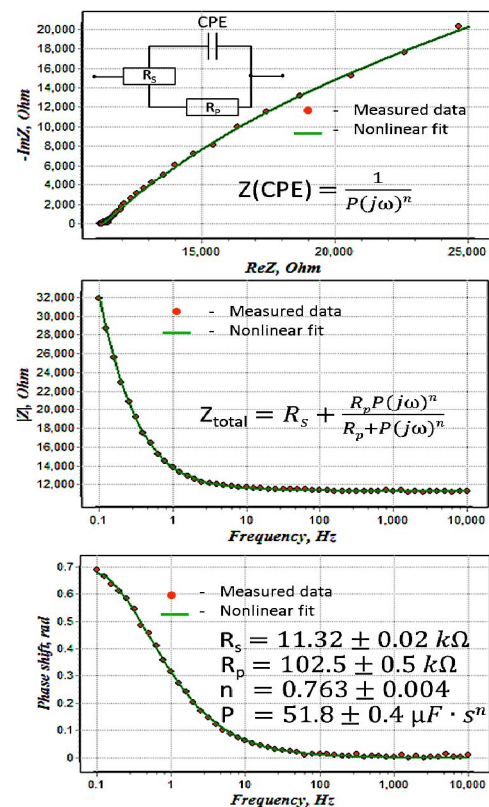 20,000
18,000
16,000
14,000
12,000
10,000
8,000
6,000
4,000
2,000
0
-ImZ, Ohm
CPE
R_S
R_P
- Measured data
- Nonlinear fit
Z(CPE) = 1 / P(jω)^n
15,000 20,000 25,000
ReZ, Ohm
32,000
30,000
28,000
26,000
24,000
22,000
20,000
18,000
16,000
14,000
12,000
|Z|, Ohm
- Measured data
- Nonlinear fit
Z_total = R_s + R_pP(jω)^n / R_p+P(jω)^n
0.1 1 10 100 1,000 10,000
Frequency, Hz
0.7
0.6
0.5
0.4
0.3
0.2
0.1
0
Phase shift, rad
- Measured data
- Nonlinear fit
R_s = 11.32 ± 0.02 kΩ
R_p = 102.5 ± 0.5 kΩ
n = 0.763 ± 0.004
P = 51.8 ± 0.4 μF · s^n
0.1 1 10 100 1,000 10,000
Frequency, Hz